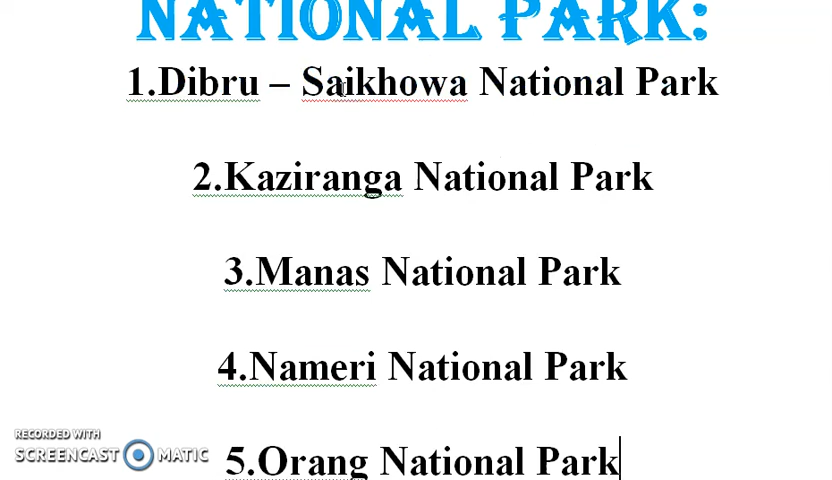 NATIONAL PARK:
1.Dibru – Saikhowa National Park
2.Kaziranga National Park
3.Manas National Park
4.Nameri National Park
5.Orang National Park
RECORDED WITH
SCREENCAST MATIC